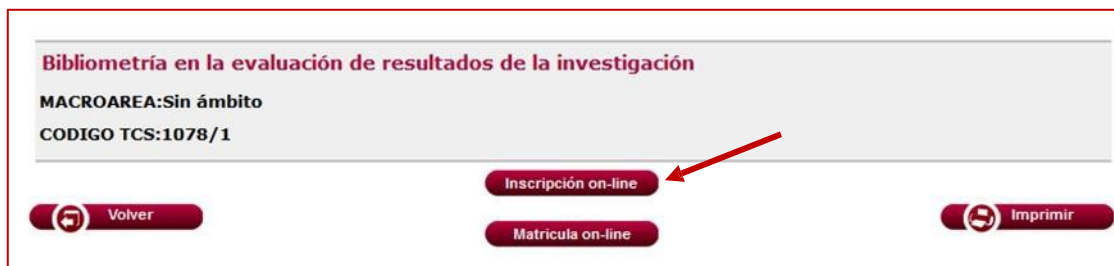 Bibliometría en la evaluación de resultados de la investigación
MACROAREA:Sin ámbito
CODIGO TCS:1078/1
Inscripción on-line
Volver
Imprimir
Matricula on-line